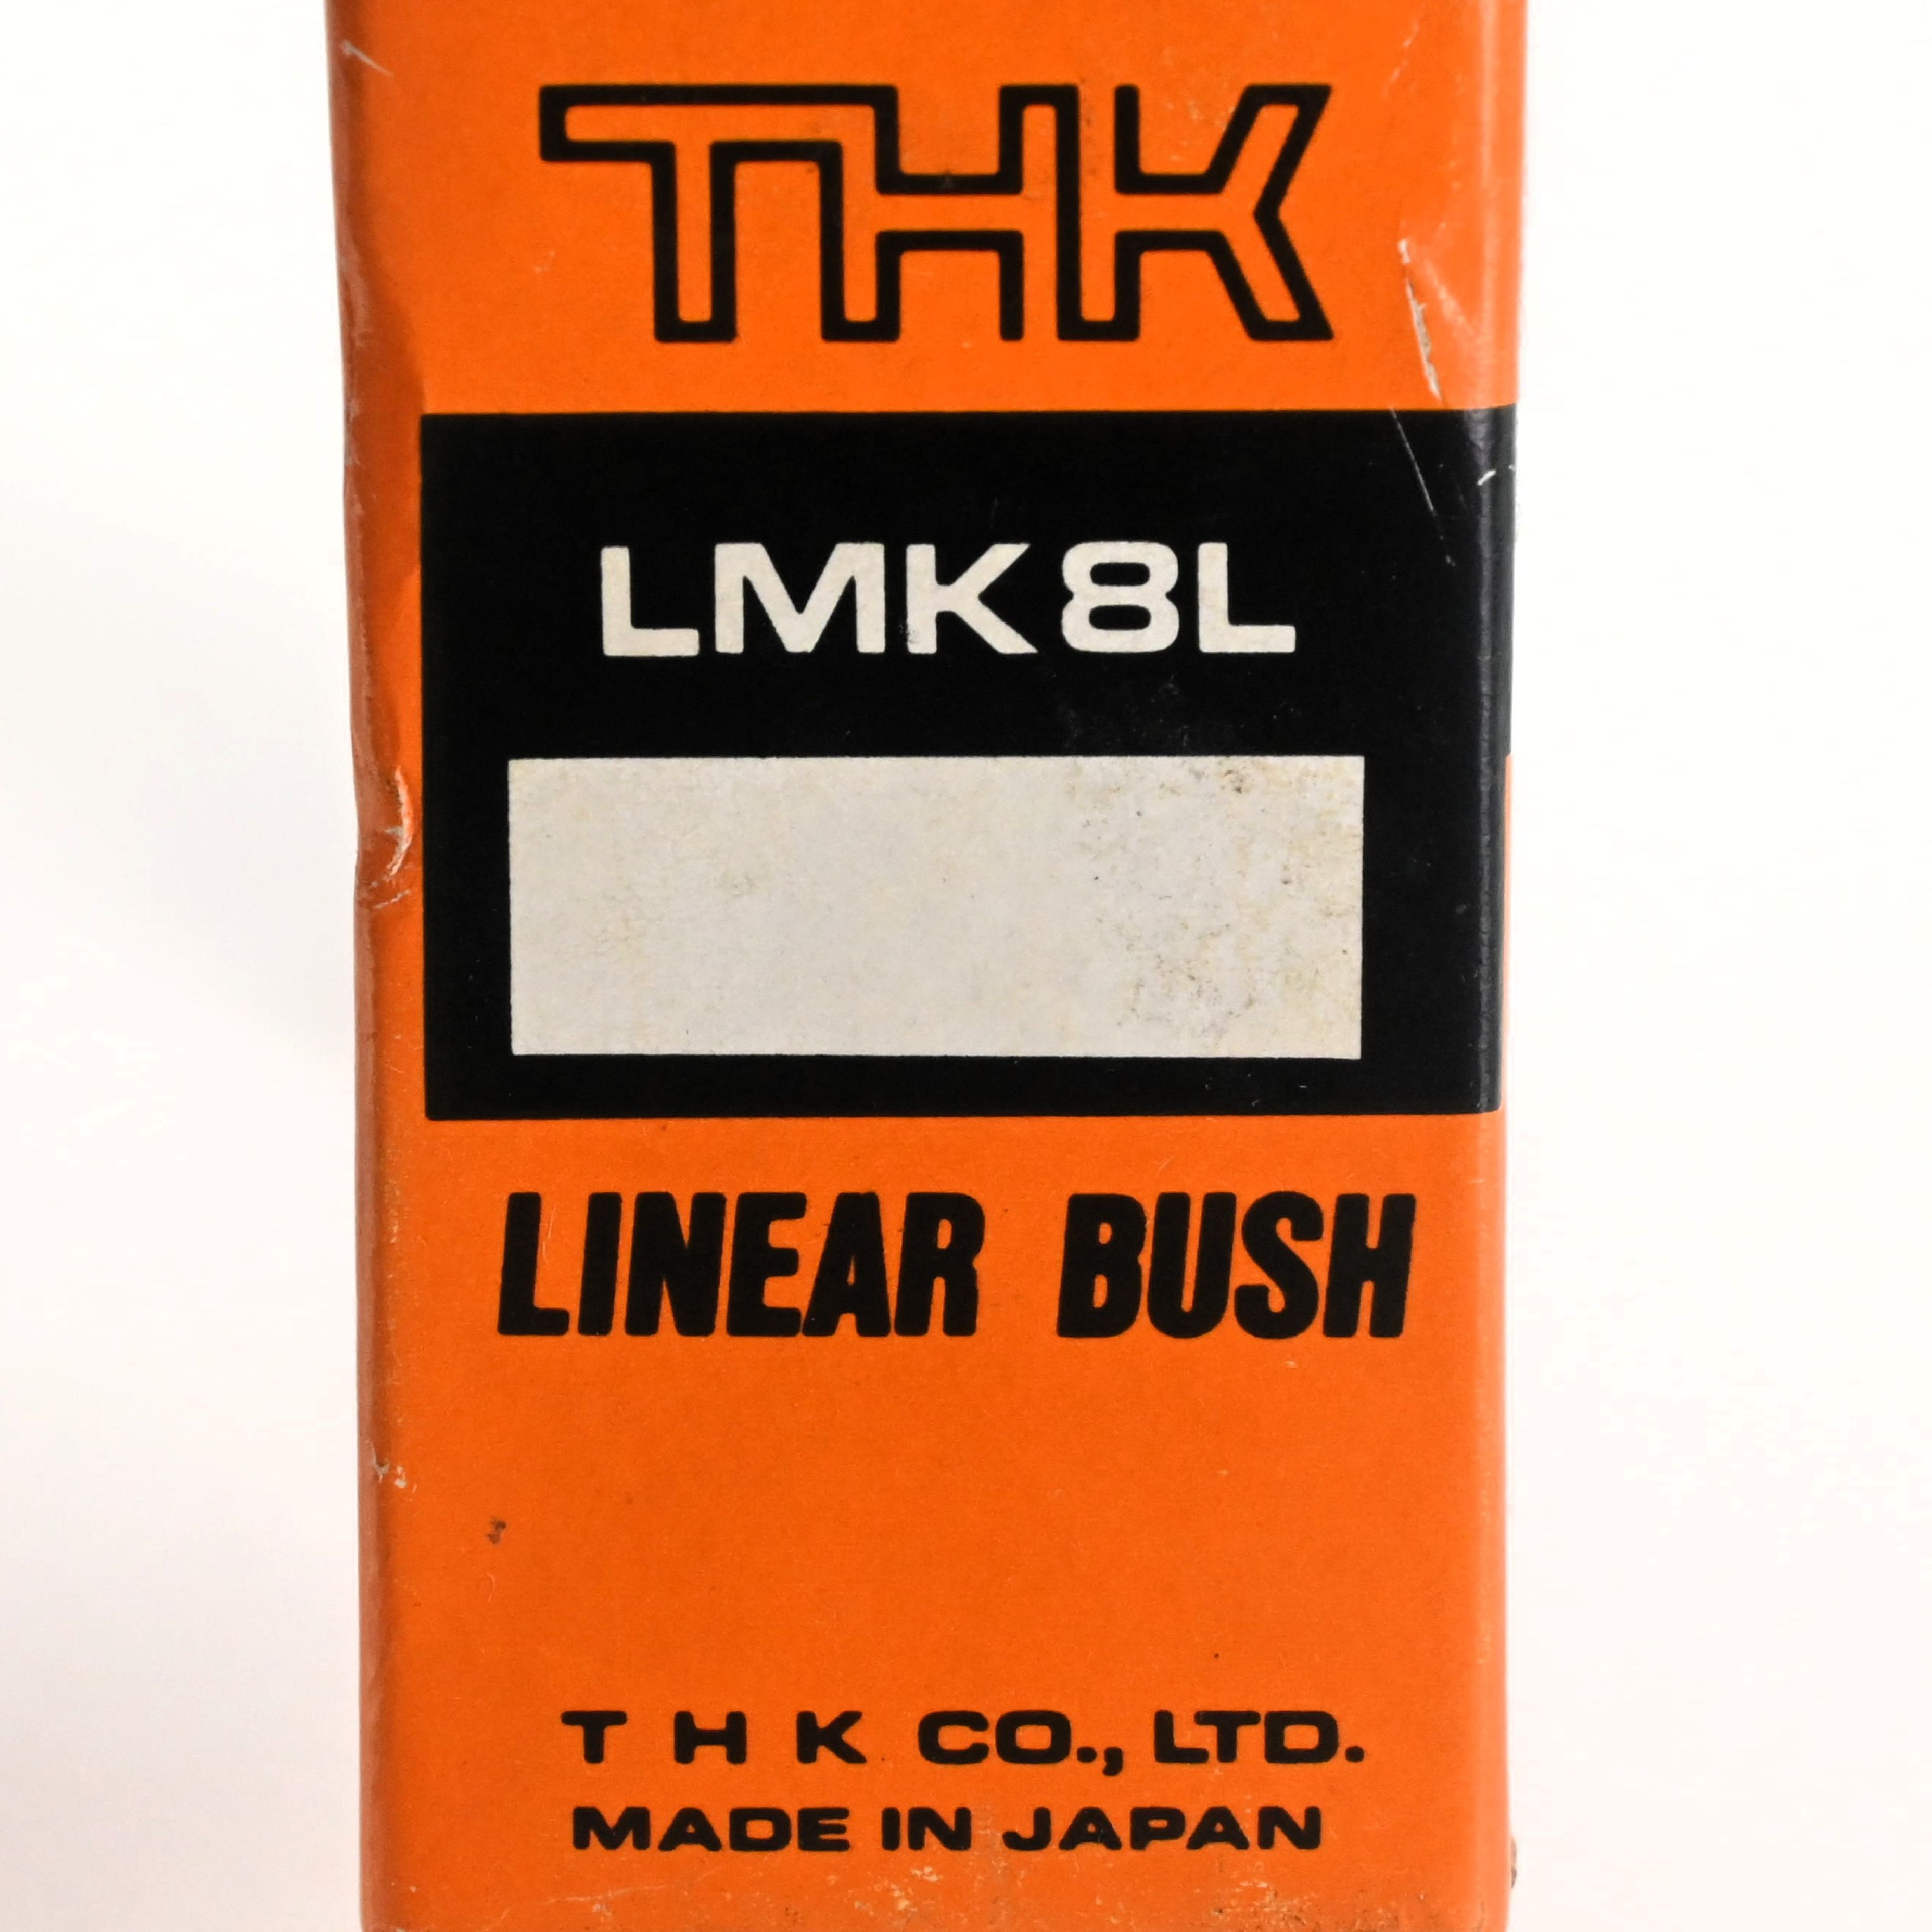 THK
LMK8L
LINEAR BUSH
T H K CO., LTD.
MADE IN JAPAN